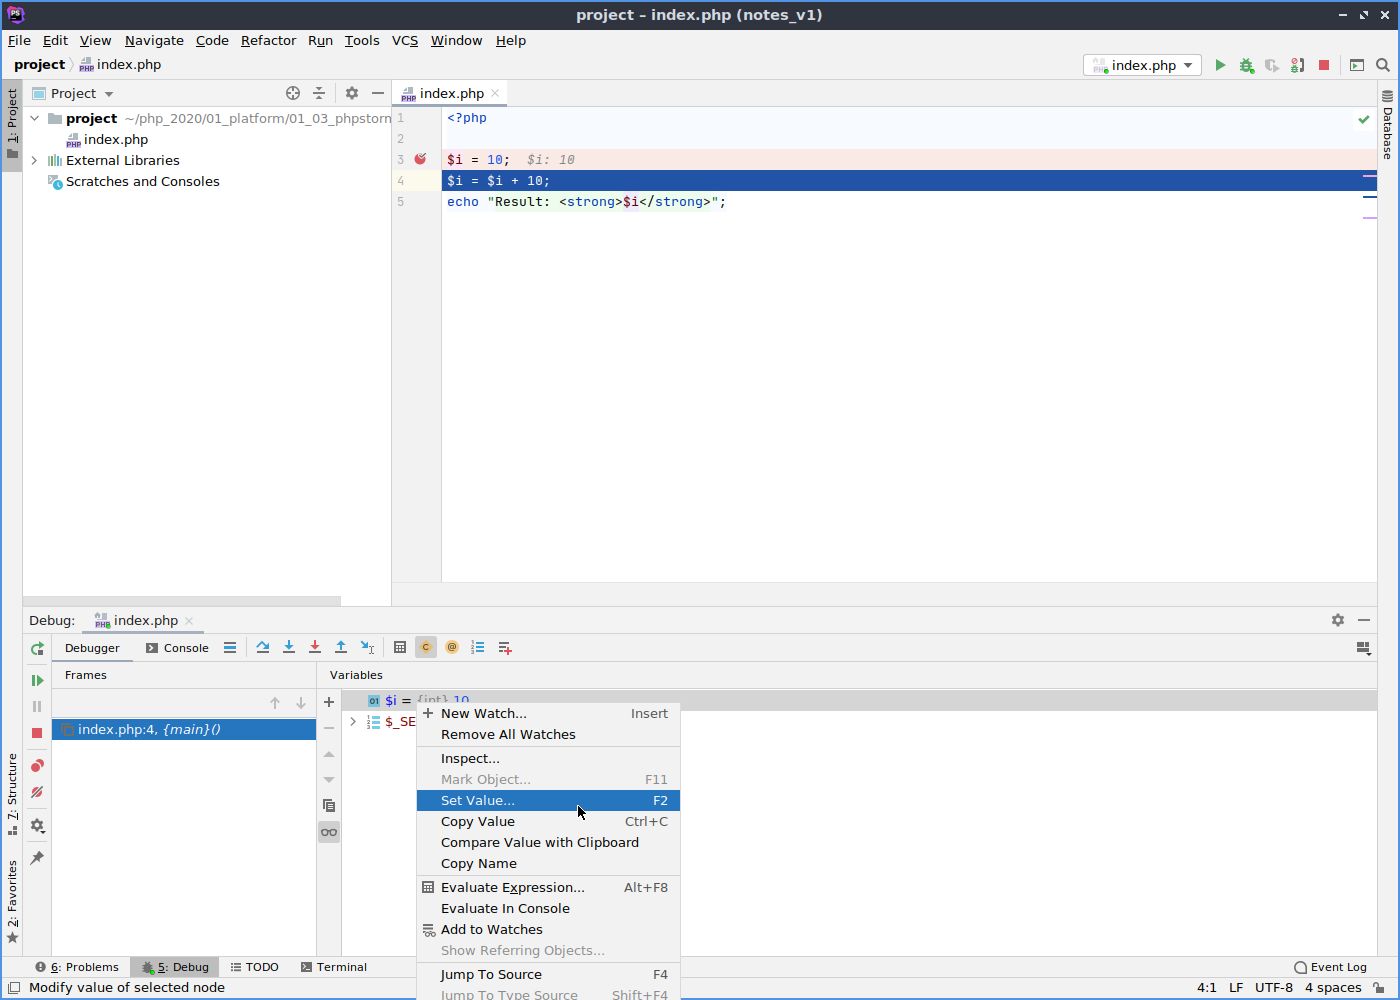 PS
project – index.php (notes_v1)
File Edit View Navigate Code Refactor Run Tools VCS Window Help
project index.php
index.php
1: Project
Project
project ~/php_2020/01_platform/01_03_phpstorn
index.php
External Libraries
Scratches and Consoles
index.php
1 <?php
2
3 $i = 10; $i: 10
4 $i = $i + 10;
5 echo "Result: <strong>$i</strong>";
Database
Debug: index.php
Debugger Console
Frames
index.php:4, {main}()
Variables
$i = {int} 10
$_SE
New Watch... Insert
Remove All Watches
Inspect...
Mark Object... F11
Set Value... F2
Copy Value Ctrl+C
Compare Value with Clipboard
Copy Name
Evaluate Expression... Alt+F8
Evaluate In Console
Add to Watches
Show Referring Objects...
Jump To Source F4
Jump To Type Source Shift+F4
7: Structure
2: Favorites
6: Problems 5: Debug TODO Terminal Event Log
Modify value of selected node 4:1 LF UTF-8 4 spaces